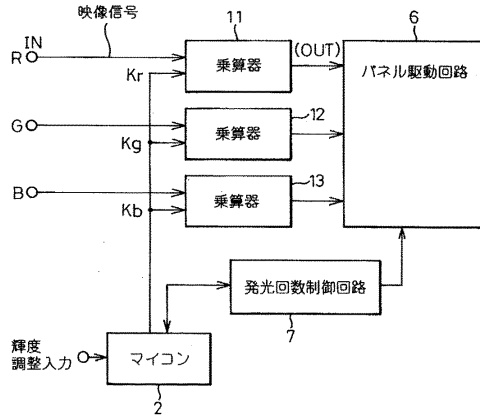 映像信号
11
6
IN
R
乗算器
(OUT)
パネル駆動回路
Kr
12
G
乗算器
Kg
13
B
乗算器
Kb
発光回数制御回路
7
輝度
調整入力
マイコン
2